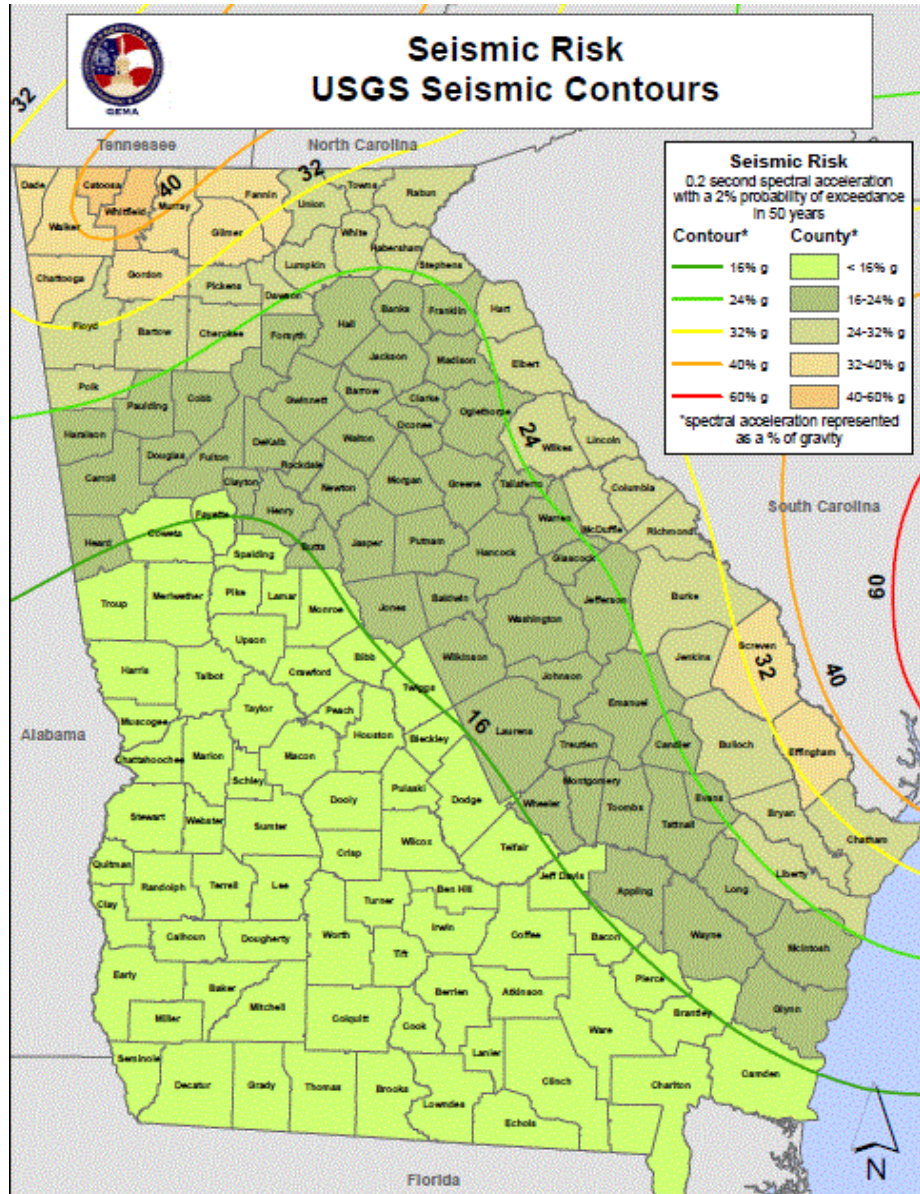 Seismic Risk
USGS Seismic Contours
GEMA
32
Tennessee
North Carolina
Seismic Risk
0.2 second spectral acceleration
with a 2% probability of exceedance
in 50 years
Contour*
County*
16% g
< 16% g
24% g
16-24% g
32% g
24-32% g
40% g
32-40% g
60% g
40-60% g
*spectral acceleration represented
as a % of gravity
32
40
Dade
Catoosa
Whitfield
Murray
Fannin
Towns
Rabun
Union
Walker
Gilmer
White
Habersham
Stephens
Lumpkin
Chattooga
Gordon
Pickens
Dawson
Floyd
Bartow
Cherokee
Forsyth
Hall
Banks
Franklin
Hart
Jackson
Madison
Elbert
Polk
Paulding
Cobb
Gwinnett
Barrow
Clarke
Oconee
Oglethorpe
Haralson
Douglas
Fulton
DeKalb
Walton
24
Wilkes
Lincoln
Carroll
Clayton
Rockdale
Newton
Morgan
Greene
Taliaferro
Columbia
Heard
Coweta
Fayette
Henry
Spalding
Butts
Jasper
Putnam
Hancock
Warren
McDuffie
Richmond
Glascock
South Carolina
60
Troup
Meriwether
Pike
Lamar
Monroe
Jones
Baldwin
Washington
Jefferson
Burke
Upson
Bibb
Wilkinson
Screven
Jenkins
32
40
Harris
Talbot
Crawford
Twiggs
Johnson
Emanuel
Taylor
Peach
Alabama
Muscogee
Chattahoochee
Marion
Macon
Houston
Bleckley
16
Laurens
Treutlen
Candler
Bulloch
Effingham
Schley
Pulaski
Dodge
Montgomery
Wheeler
Toombs
Evans
Tattnall
Bryan
Chatham
Stewart
Webster
Sumter
Dooly
Wilcox
Telfair
Quitman
Crisp
Liberty
Randolph
Terrell
Lee
Ben Hill
Jeff Davis
Appling
Long
Clay
Turner
Irwin
Coffee
Bacon
Wayne
McIntosh
Calhoun
Dougherty
Worth
Tift
Early
Baker
Mitchell
Berrien
Atkinson
Pierce
Brantley
Glynn
Miller
Colquitt
Cook
Ware
Seminole
Lanier
Decatur
Grady
Thomas
Brooks
Lowndes
Clinch
Charlton
Camden
Echols
Florida
N